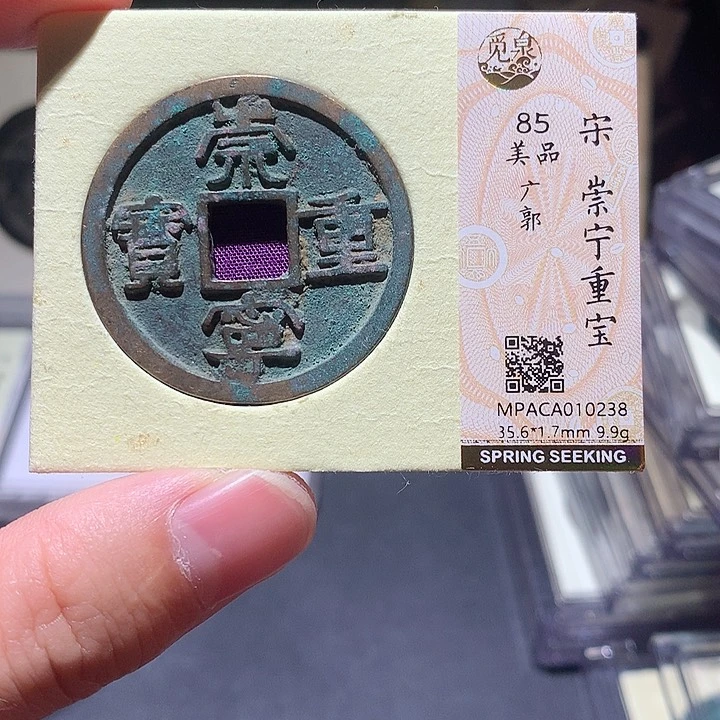 崇
重
寧
寶
觅泉
宋 崇宁重宝
85
美品
广郭
MPACA010238
35.6*1.7mm 9.9g
SPRING SEEKING